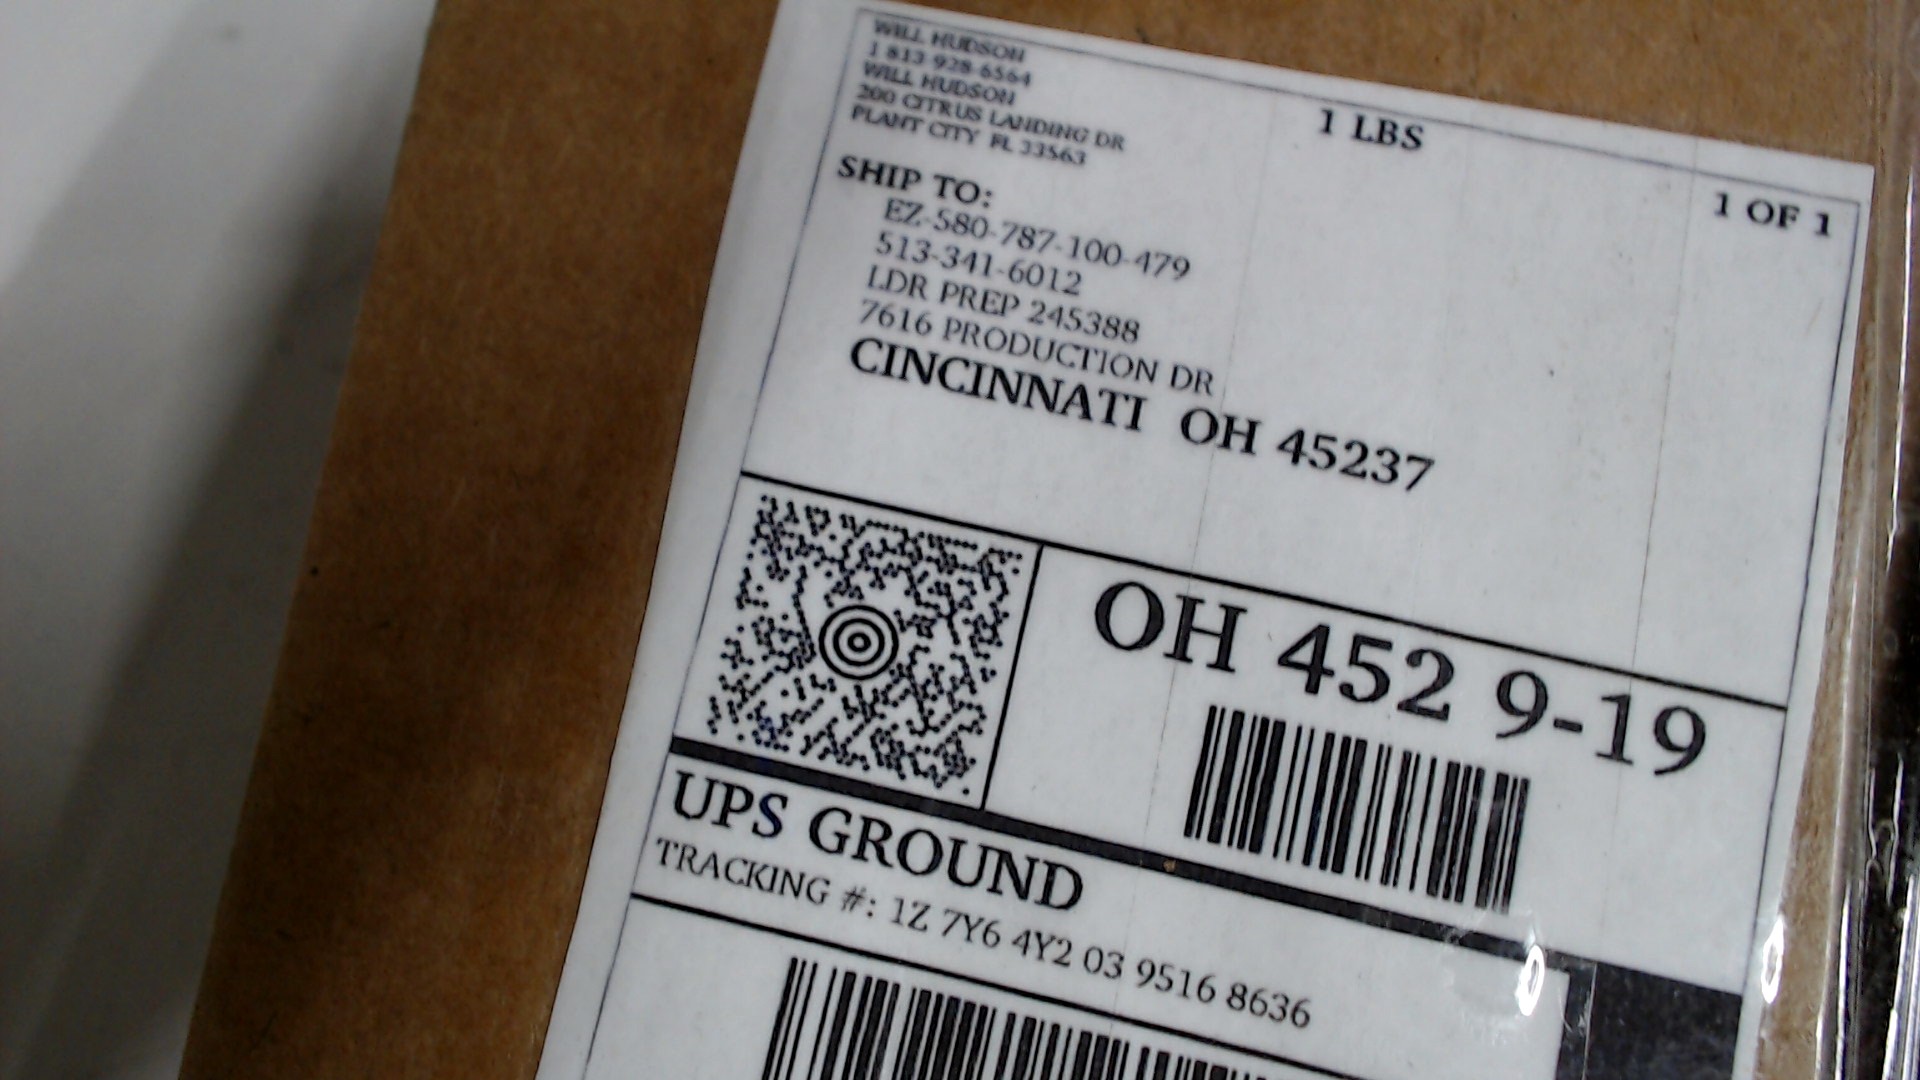 WILL HUDSON
1 813-928-6564
WILL HUDSON
200 CITRUS LANDING DR
PLANT CITY FL 33563
1 LBS
1 OF 1
SHIP TO:
EZ-580-787-100-479
513-341-6012
LDR PREP 245388
7616 PRODUCTION DR
CINCINNATI OH 45237
OH 452 9-19
UPS GROUND
TRACKING #: 1Z 7Y6 4Y2 03 9516 8636